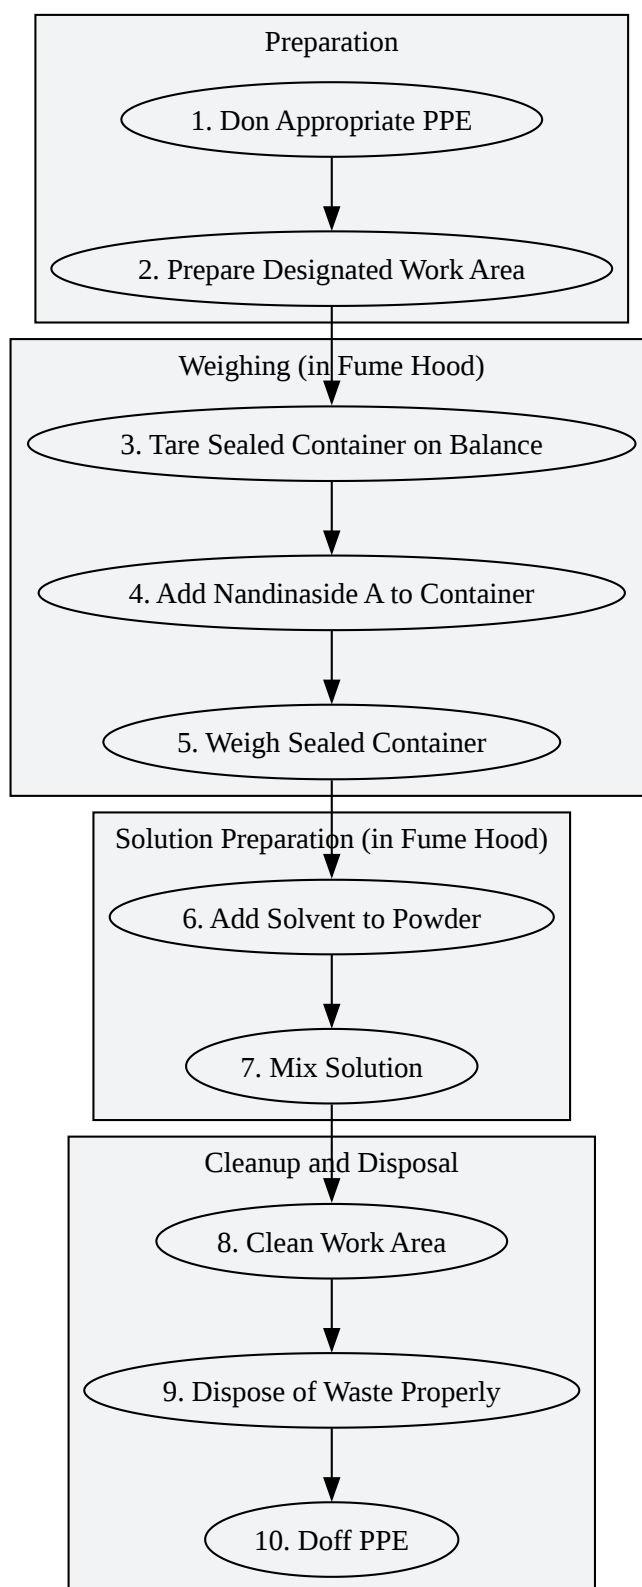 Preparation
1. Don Appropriate PPE
2. Prepare Designated Work Area
Weighing (in Fume Hood)
3. Tare Sealed Container on Balance
4. Add Nandinaside A to Container
5. Weigh Sealed Container
Solution Preparation (in Fume Hood)
6. Add Solvent to Powder
7. Mix Solution
Cleanup and Disposal
8. Clean Work Area
9. Dispose of Waste Properly
10. Doff PPE